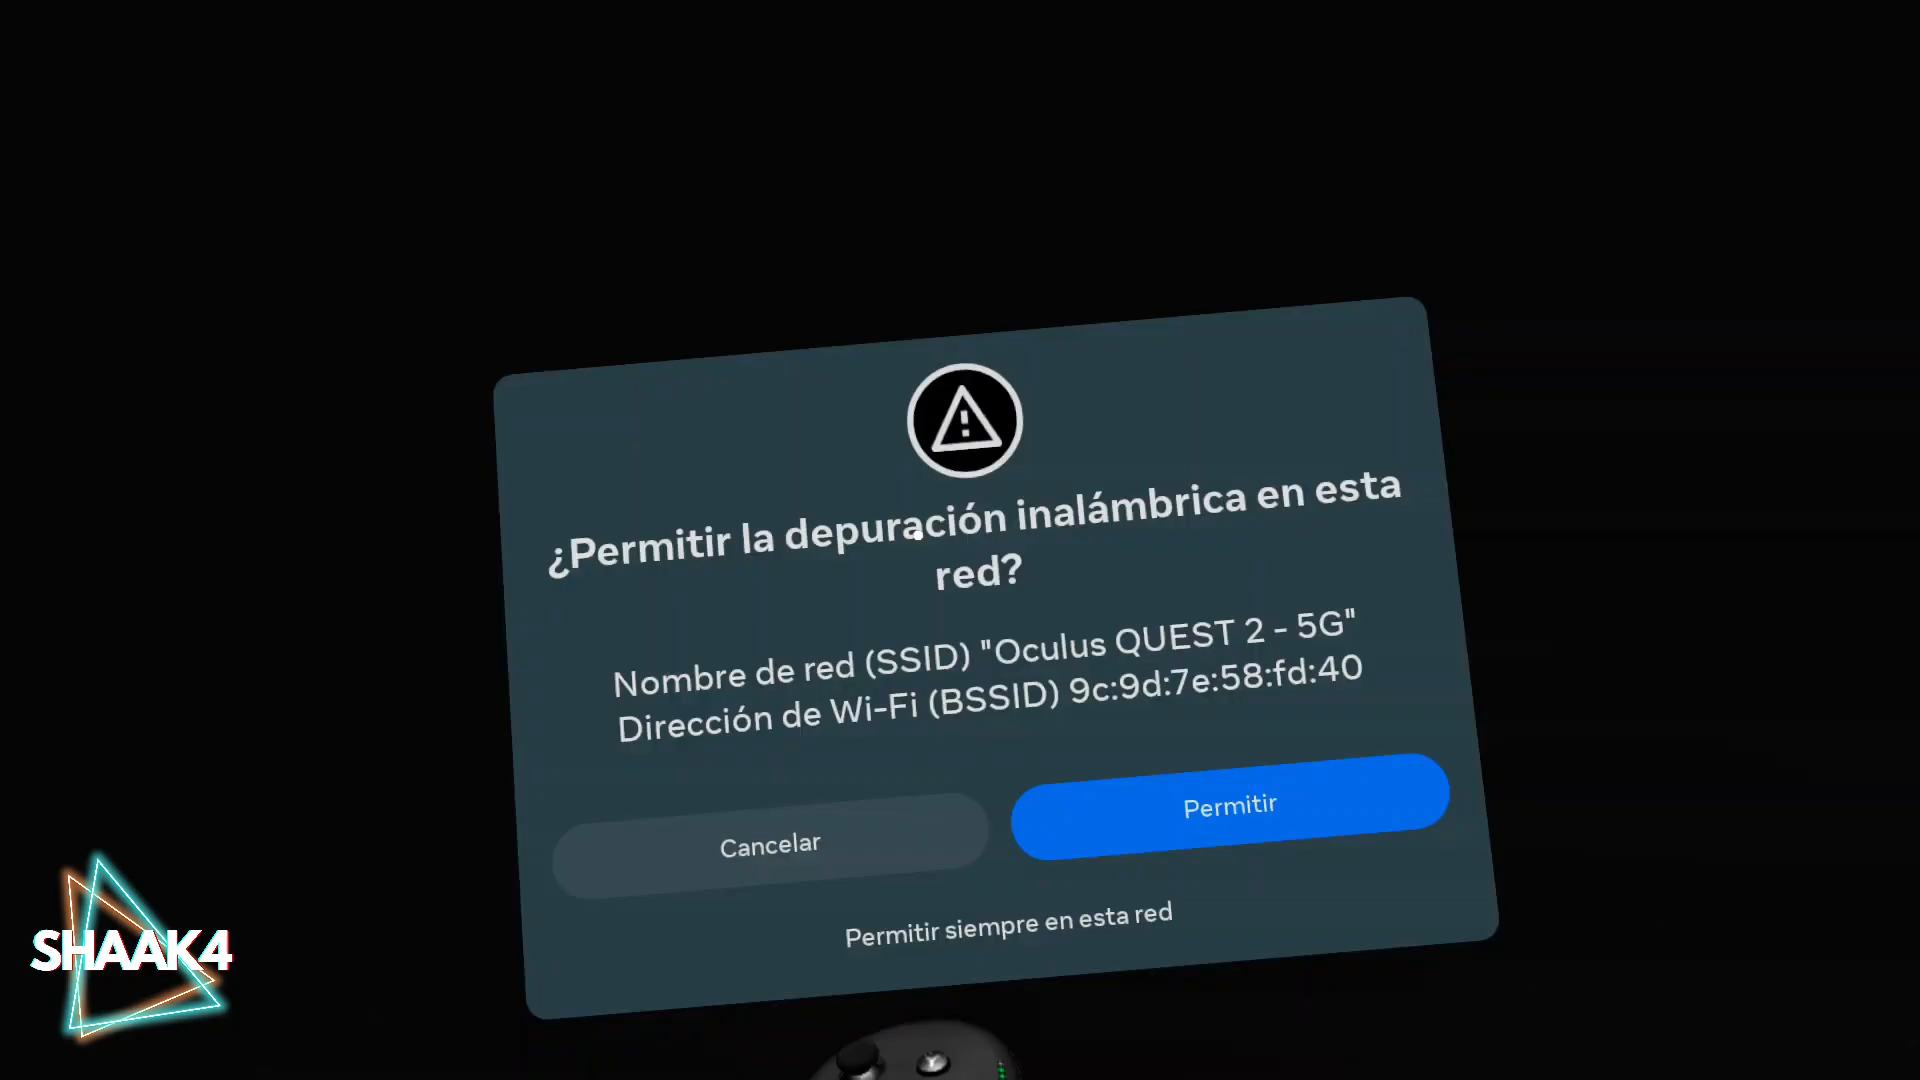 ¿Permitir la depuración inalámbrica en esta
red?
Nombre de red (SSID) "Oculus QUEST 2 - 5G"
Dirección de Wi-Fi (BSSID) 9c:9d:7e:58:fd:40
Cancelar
Permitir
Permitir siempre en esta red
SHAAK4